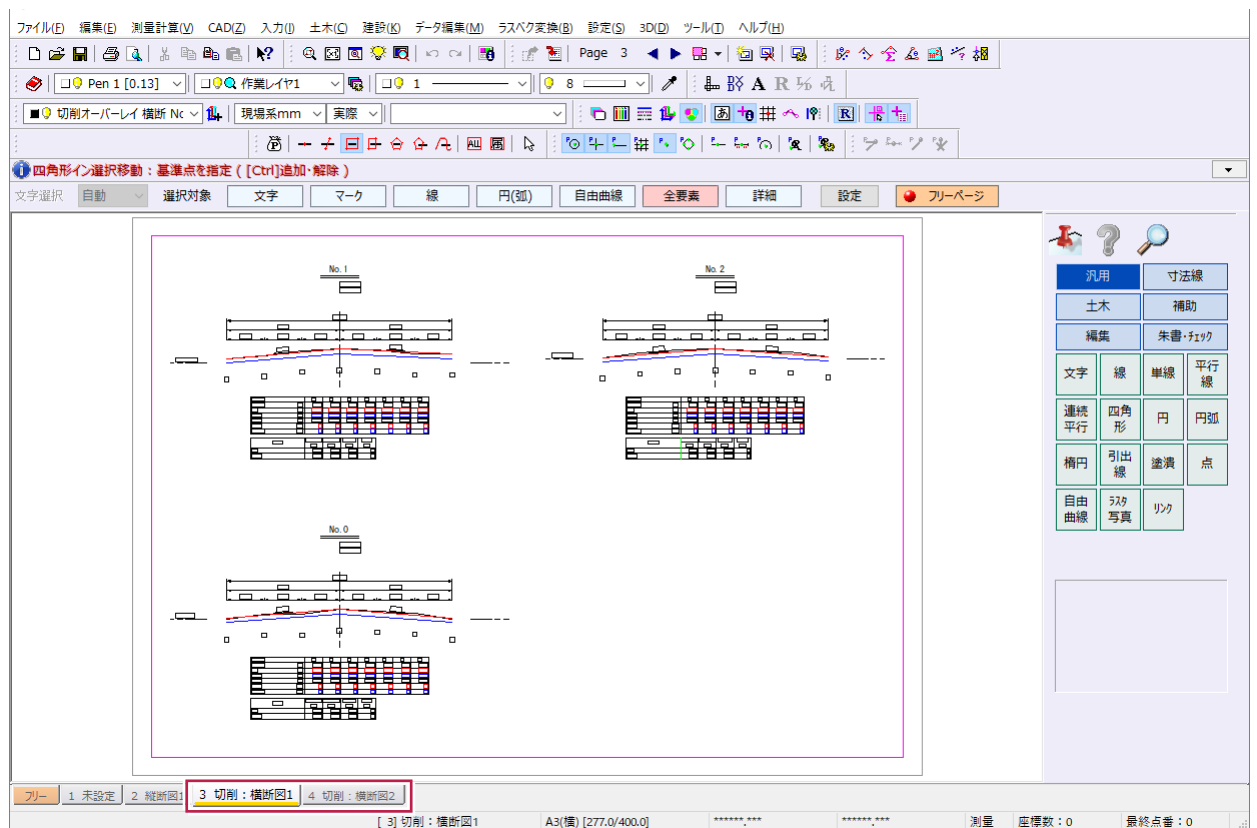 ファイル(F) 編集(E) 測量計算(V) CAD(Z) 入力(I) 土木(C) 建設(K) データ編集(M) ラスベク変換(B) 設定(S) 3D(D) ツール(T) ヘルプ(H)
Page 3
Pen 1 [0.13] 作業レイヤ1 1 8
切削オーバーレイ 横断 Nc 現場系mm 実際
四角形イン選択移動：基準点を指定 ( [Ctrl]追加･解除 )
文字選択 自動 選択対象 文字 マーク 線 円(弧) 自由曲線 全要素 詳細 設定 フリーページ
No. 1
No. 2
No. 0
汎用 寸法線
土木 補助
編集 朱書･ﾁｪｯｸ
文字 線 単線 平行線
連続平行 四角形 円 円弧
楕円 引出線 塗潰 点
自由曲線 ﾗｽﾀ写真 ﾘﾝｸ
フリー 1 未設定 2 縦断図1 3 切削：横断図1 4 切削：横断図2
[ 3] 切削：横断図1 A3(横) [277.0/400.0] ******.*** ******.*** 測量 座標数：0 最終点番：0